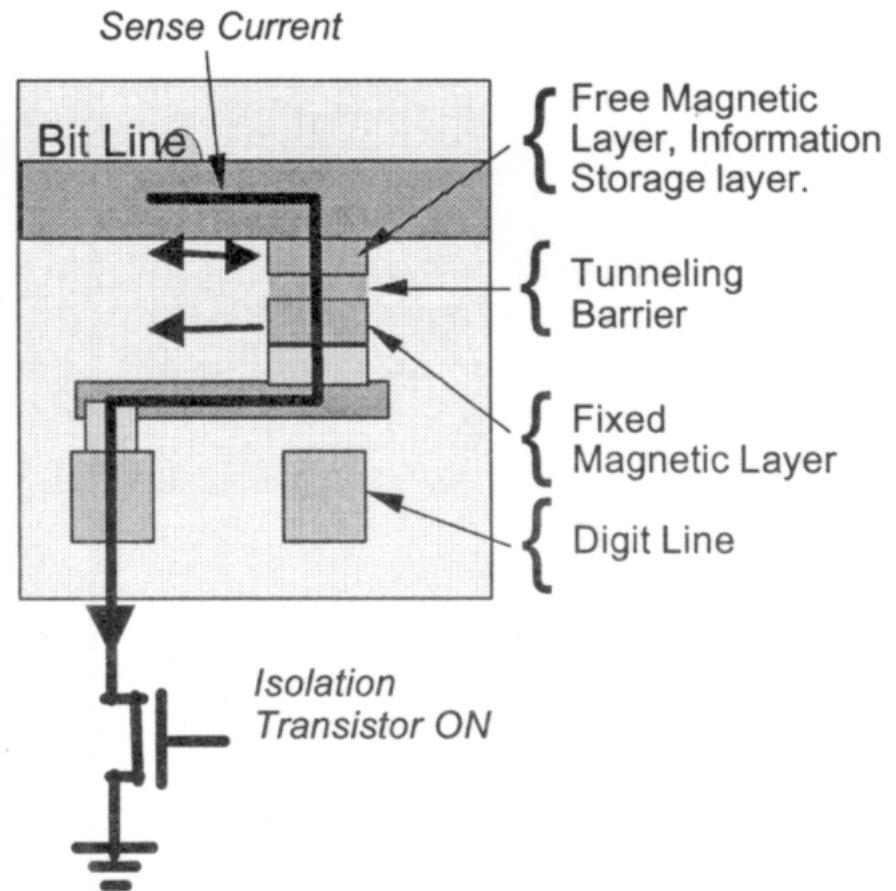 Sense Current
Bit Line
Free Magnetic
Layer, Information
Storage layer.
Tunneling
Barrier
Fixed
Magnetic Layer
Digit Line
Isolation
Transistor ON